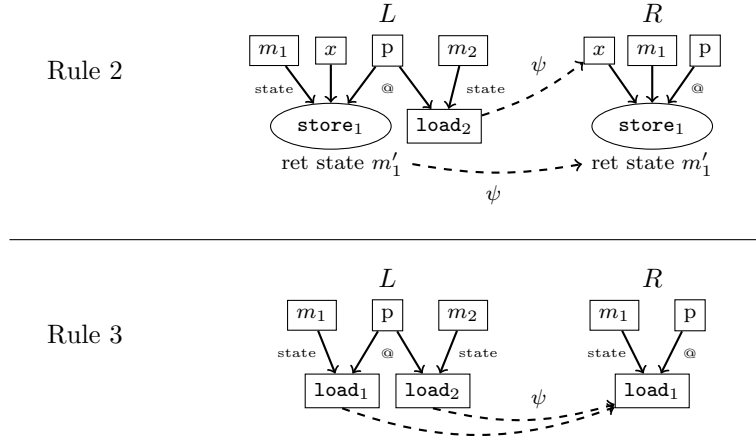 L R
m₁ x p m₂ ψ x m₁ p
Rule 2
state @ state state @
store₁ load₂ store₁
ret state m′₁ ret state m′₁
ψ
L R
m₁ p m₂ m₁ p
Rule 3
state @ state state @
load₁ load₂ ψ load₁